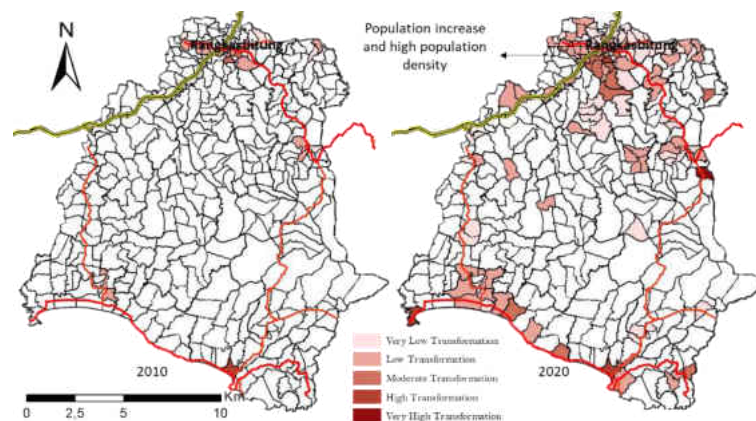 N
Rangkasbitung
Population increase
and high population
density
Rangkasbitung
2010
Km
0 2,5 5 10
Very Low Transformation
Low Transformation
Moderate Transformation
High Transformation
Very High Transformation
2020